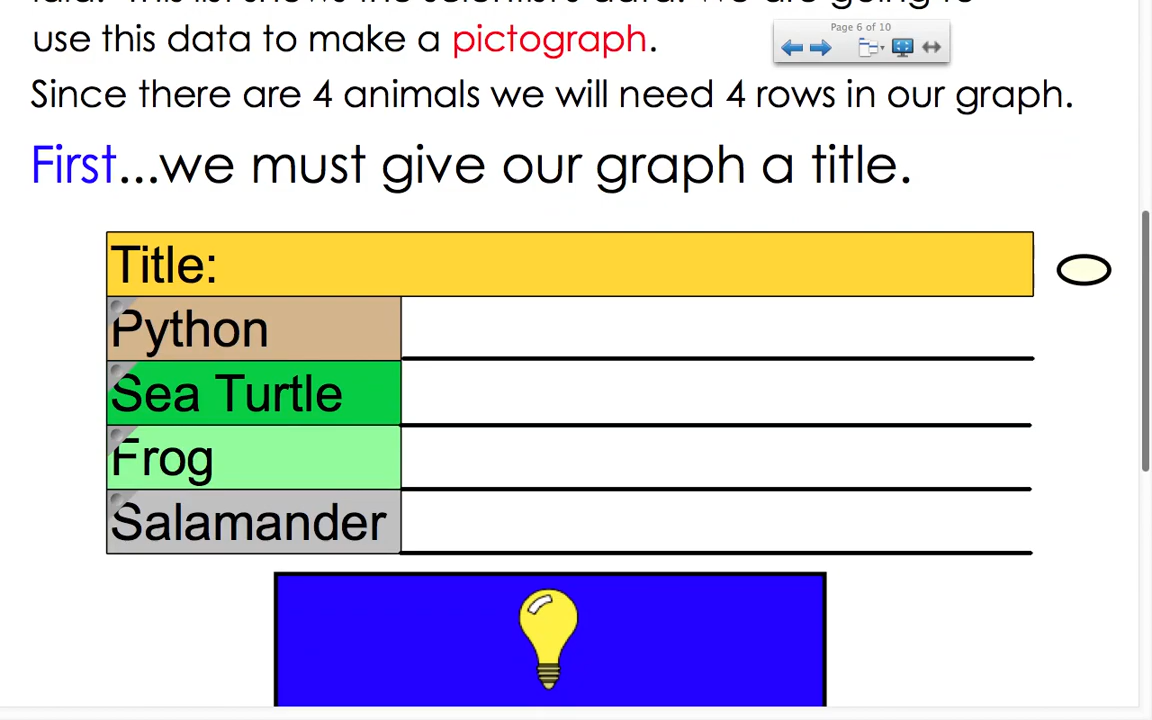 use this data to make a pictograph.
Page 6 of 10
Since there are 4 animals we will need 4 rows in our graph.
First...we must give our graph a title.
Title:
Python
Sea Turtle
Frog
Salamander